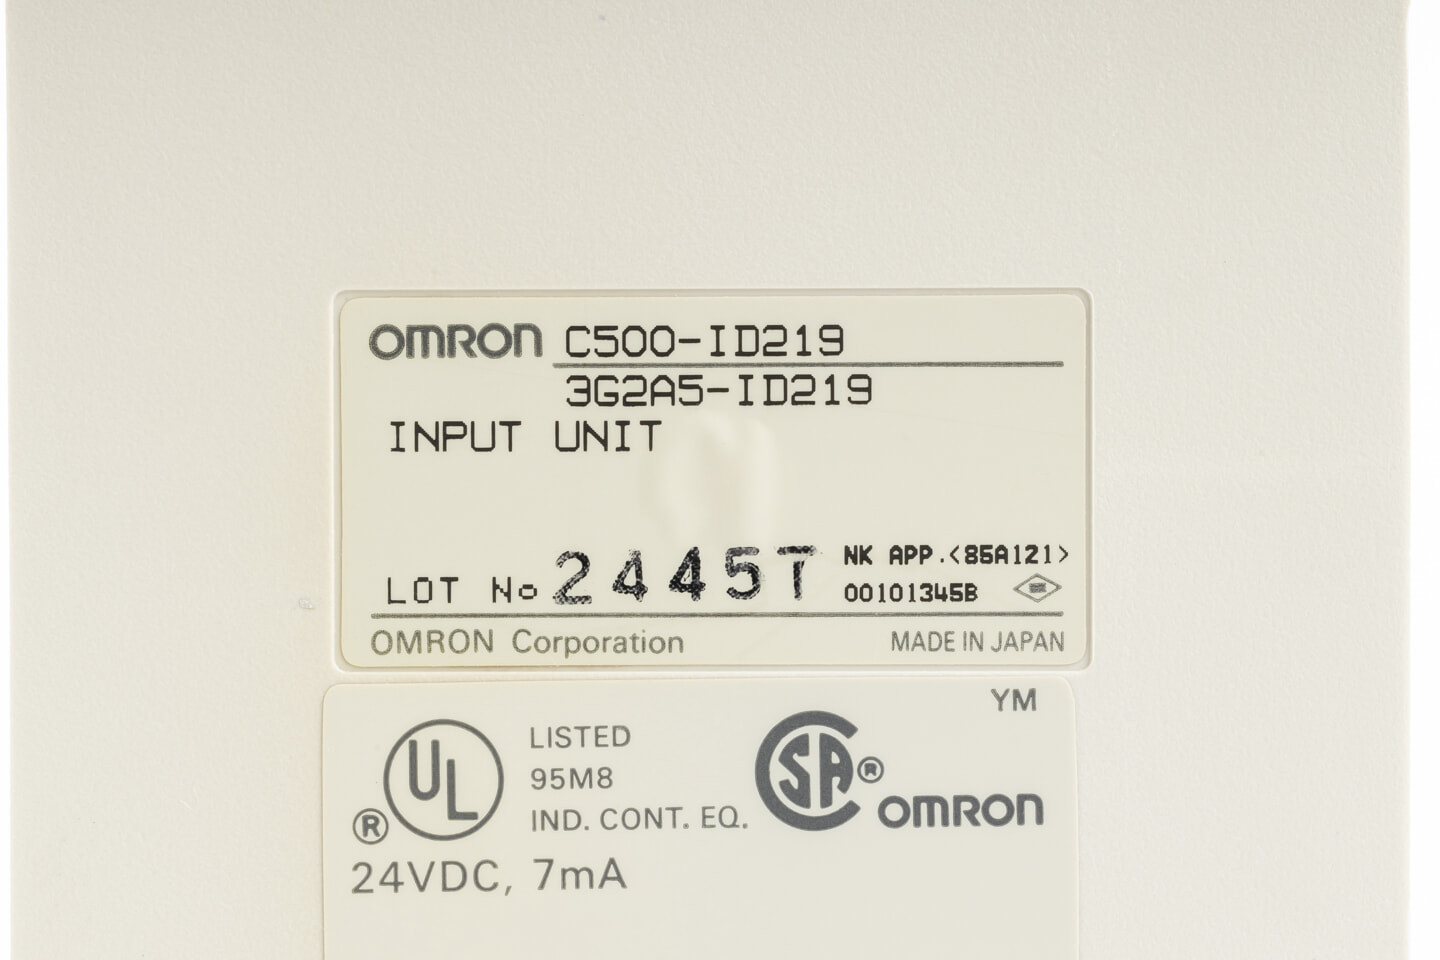 OMRON C500-ID219
3G2A5-ID219
INPUT UNIT
LOT No 2445T
NK APP.<85A121>
00101345B
OMRON Corporation MADE IN JAPAN
YM
UL ® LISTED
95M8
IND. CONT. EQ.
CSA ® OMRON
24VDC, 7mA